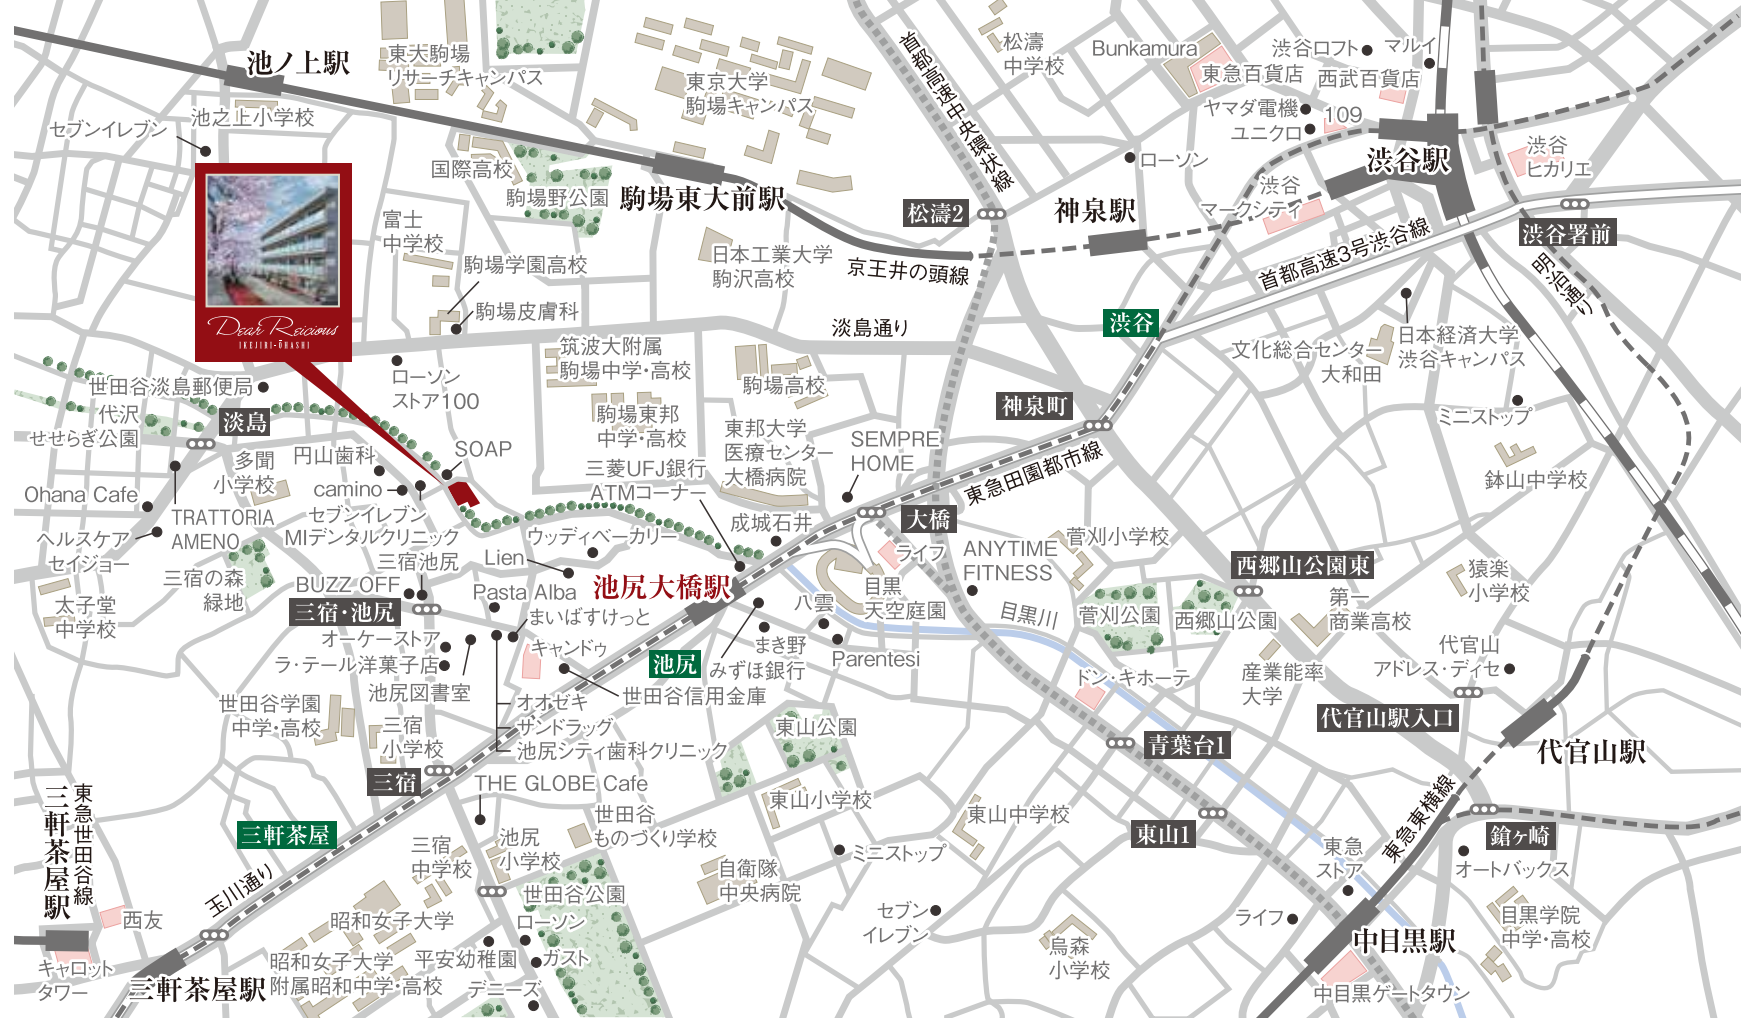 池ノ上駅
東大駒場
リサーチキャンパス
東京大学
駒場キャンパス
首都高速中央環状線
松濤
中学校
Bunkamura
東急百貨店
渋谷ロフト
マルイ
西武百貨店
ヤマダ電機
109
ユニクロ
渋谷駅
渋谷
ヒカリエ
セブンイレブン
池之上小学校
国際高校
駒場野公園
駒場東大前駅
松濤2
神泉駅
ローソン
渋谷
マークシティ
渋谷署前
明治通り
首都高速3号渋谷線
富士
中学校
駒場学園高校
駒場皮膚科
日本工業大学
駒沢高校
京王井の頭線
淡島通り
渋谷
Dear Reicious
IKEJIRI-ŌHASHI
文化総合センター
大和田
日本経済大学
渋谷キャンパス
ミニストップ
筑波大附属
駒場中学・高校
駒場高校
ローソン
ストア100
世田谷淡島郵便局
代沢
せせらぎ公園
淡島
神泉町
駒場東邦
中学・高校
東邦大学
医療センター
大橋病院
SEMPRE
HOME
東急田園都市線
鉢山中学校
円山歯科
SOAP
多聞
小学校
camino
セブンイレブン
三菱UFJ銀行
ATMコーナー
Ohana Cafe
TRATTORIA
AMENO
MIデンタルクリニック
ウッディベーカリー
成城石井
大橋
ヘルスケア
セイジョー
三宿池尻
Lien
ライフ
ANYTIME
FITNESS
菅刈小学校
西郷山公園東
猿楽
小学校
三宿の森
緑地
BUZZ OFF
Pasta Alba
池尻大橋駅
八雲
目黒
天空庭園
目黒川
菅刈公園
西郷山公園
第一
商業高校
太子堂
中学校
三宿・池尻
まいばすけっと
オーケーストア
キャンドゥ
池尻
まき野
みずほ銀行
Parentesi
ラ・テール洋菓子店
池尻図書室
世田谷信用金庫
ドン・キホーテ
産業能率
大学
代官山
アドレス・ディセ
世田谷学園
中学・高校
三宿
小学校
オオゼキ
サンドラッグ
池尻シティ歯科クリニック
東山公園
青葉台1
代官山駅入口
代官山駅
三宿
THE GLOBE Cafe
東急世田谷線
三軒茶屋駅
三軒茶屋
玉川通り
世田谷
ものづくり学校
東山小学校
東山中学校
東山1
東急東横線
鎗ヶ崎
三宿
中学校
池尻
小学校
ミニストップ
東急
ストア
オートバックス
自衛隊
中央病院
世田谷公園
西友
昭和女子大学
ローソン
セブン
イレブン
ライフ
目黒学院
中学・高校
中目黒駅
昭和女子大学
附属昭和中学・高校
平安幼稚園
ガスト
デニーズ
烏森
小学校
キャロット
タワー
三軒茶屋駅
中目黒ゲートタウン